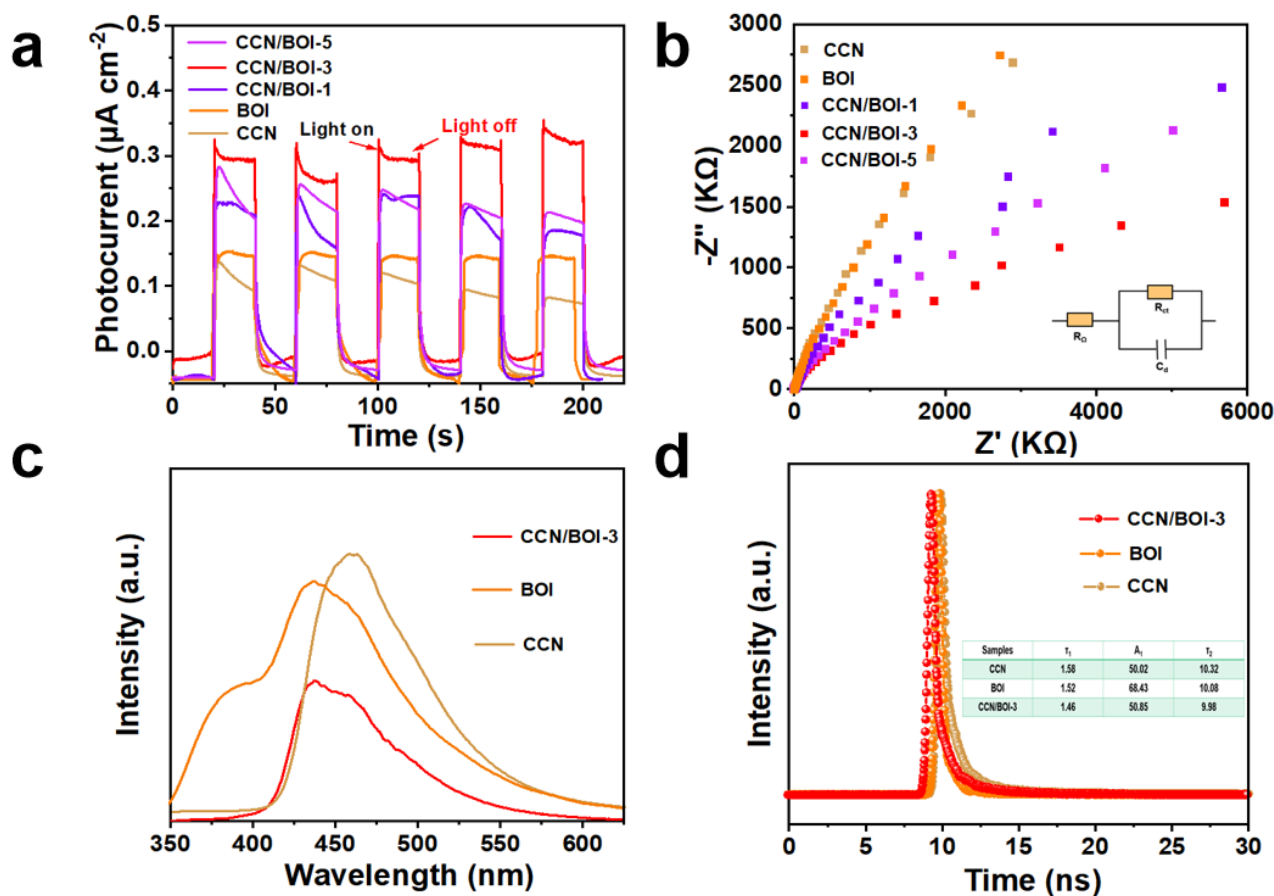 a
0.5
0.4
0.3
0.2
0.1
0.0
Photocurrent (μA cm⁻²)
CCN/BOI-5
CCN/BOI-3
CCN/BOI-1
BOI
CCN
Light on
Light off
0
50
100
150
200
Time (s)
b
3000
2500
2000
1500
1000
500
0
-Z'' (KΩ)
CCN
BOI
CCN/BOI-1
CCN/BOI-3
CCN/BOI-5
RΩ
Rct
Cd
0
2000
4000
6000
Z' (KΩ)
c
Intensity (a.u.)
CCN/BOI-3
BOI
CCN
350
400
450
500
550
600
Wavelength (nm)
d
Intensity (a.u.)
CCN/BOI-3
BOI
CCN
Samples τ₁ A₁ τ₂
CCN 1.58 50.02 10.32
BOI 1.52 68.43 10.08
CCN/BOI-3 1.46 50.85 9.98
0
5
10
15
20
25
30
Time (ns)